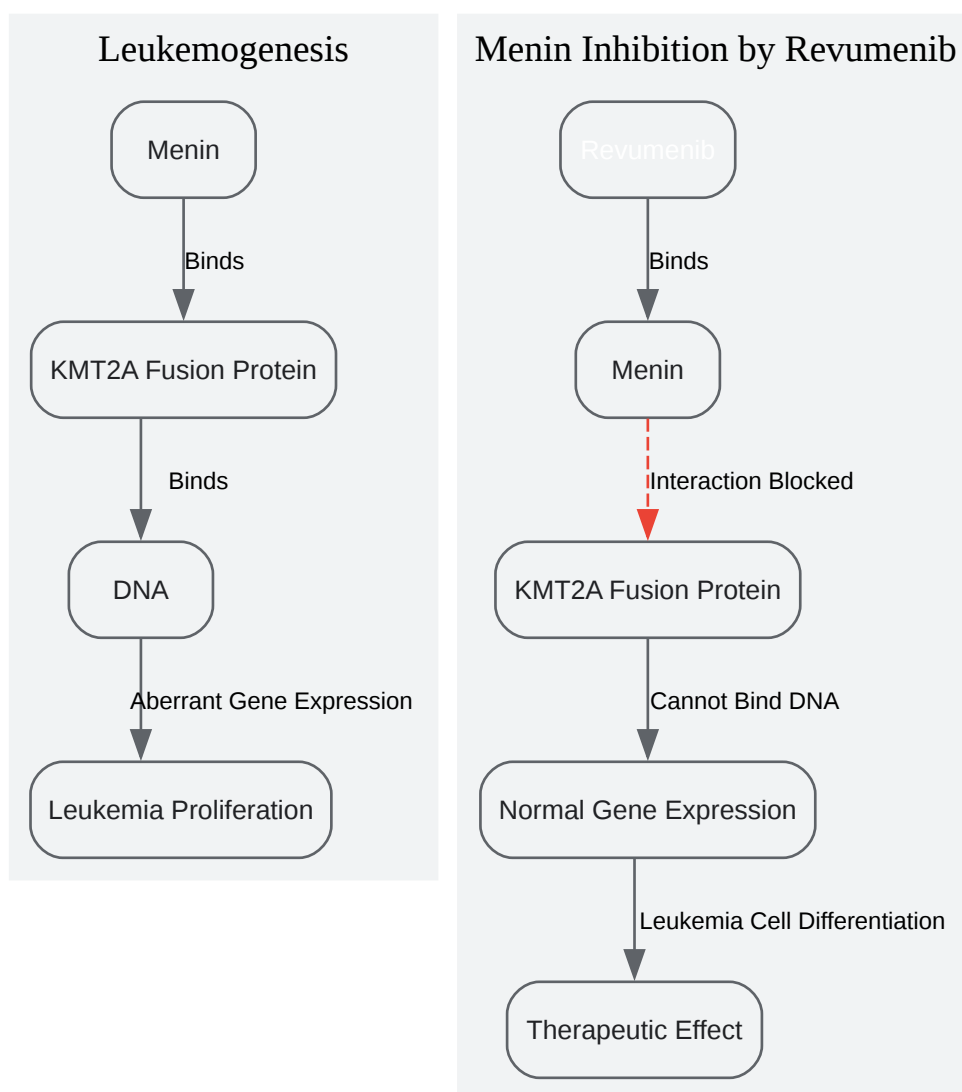 Leukemogenesis
Menin
Binds
KMT2A Fusion Protein
Binds
DNA
Aberrant Gene Expression
Leukemia Proliferation
Menin Inhibition by Revumenib
Revumenib
Binds
Menin
Interaction Blocked
KMT2A Fusion Protein
Cannot Bind DNA
Normal Gene Expression
Leukemia Cell Differentiation
Therapeutic Effect